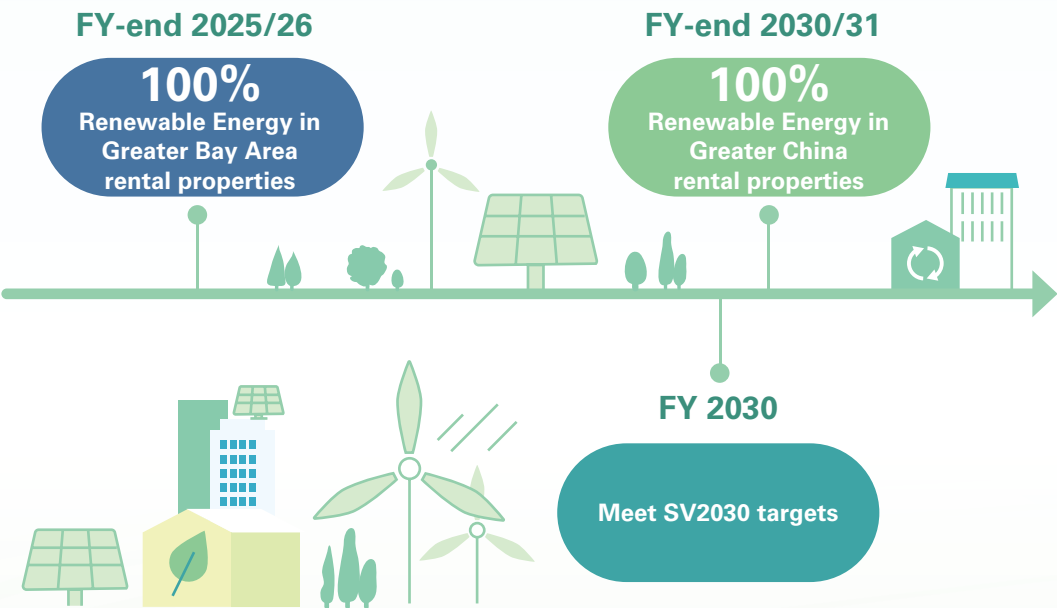 FY-end 2025/26
100%
Renewable Energy in
Greater Bay Area
rental properties
FY-end 2030/31
100%
Renewable Energy in
Greater China
rental properties
FY 2030
Meet SV2030 targets